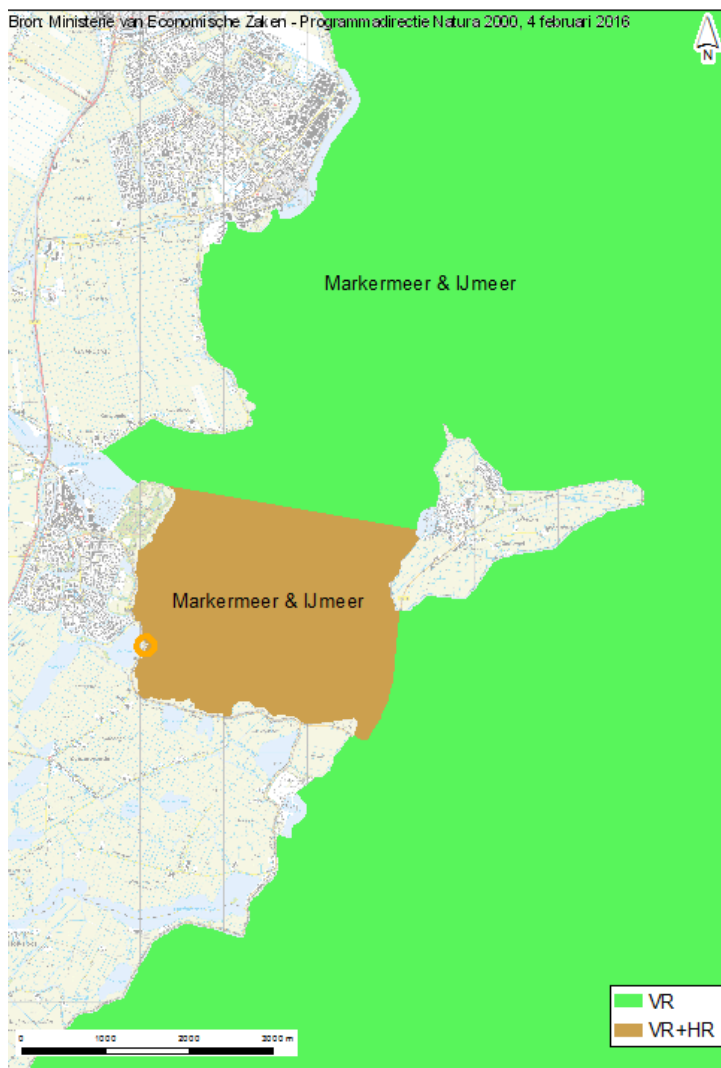 Bron: Ministerie van Economische Zaken - Programmadirectie Natura 2000, 4 februari 2016
N
Markermeer & IJmeer
Markermeer & IJmeer
VR
VR+HR
0 1000 2000 3000 m